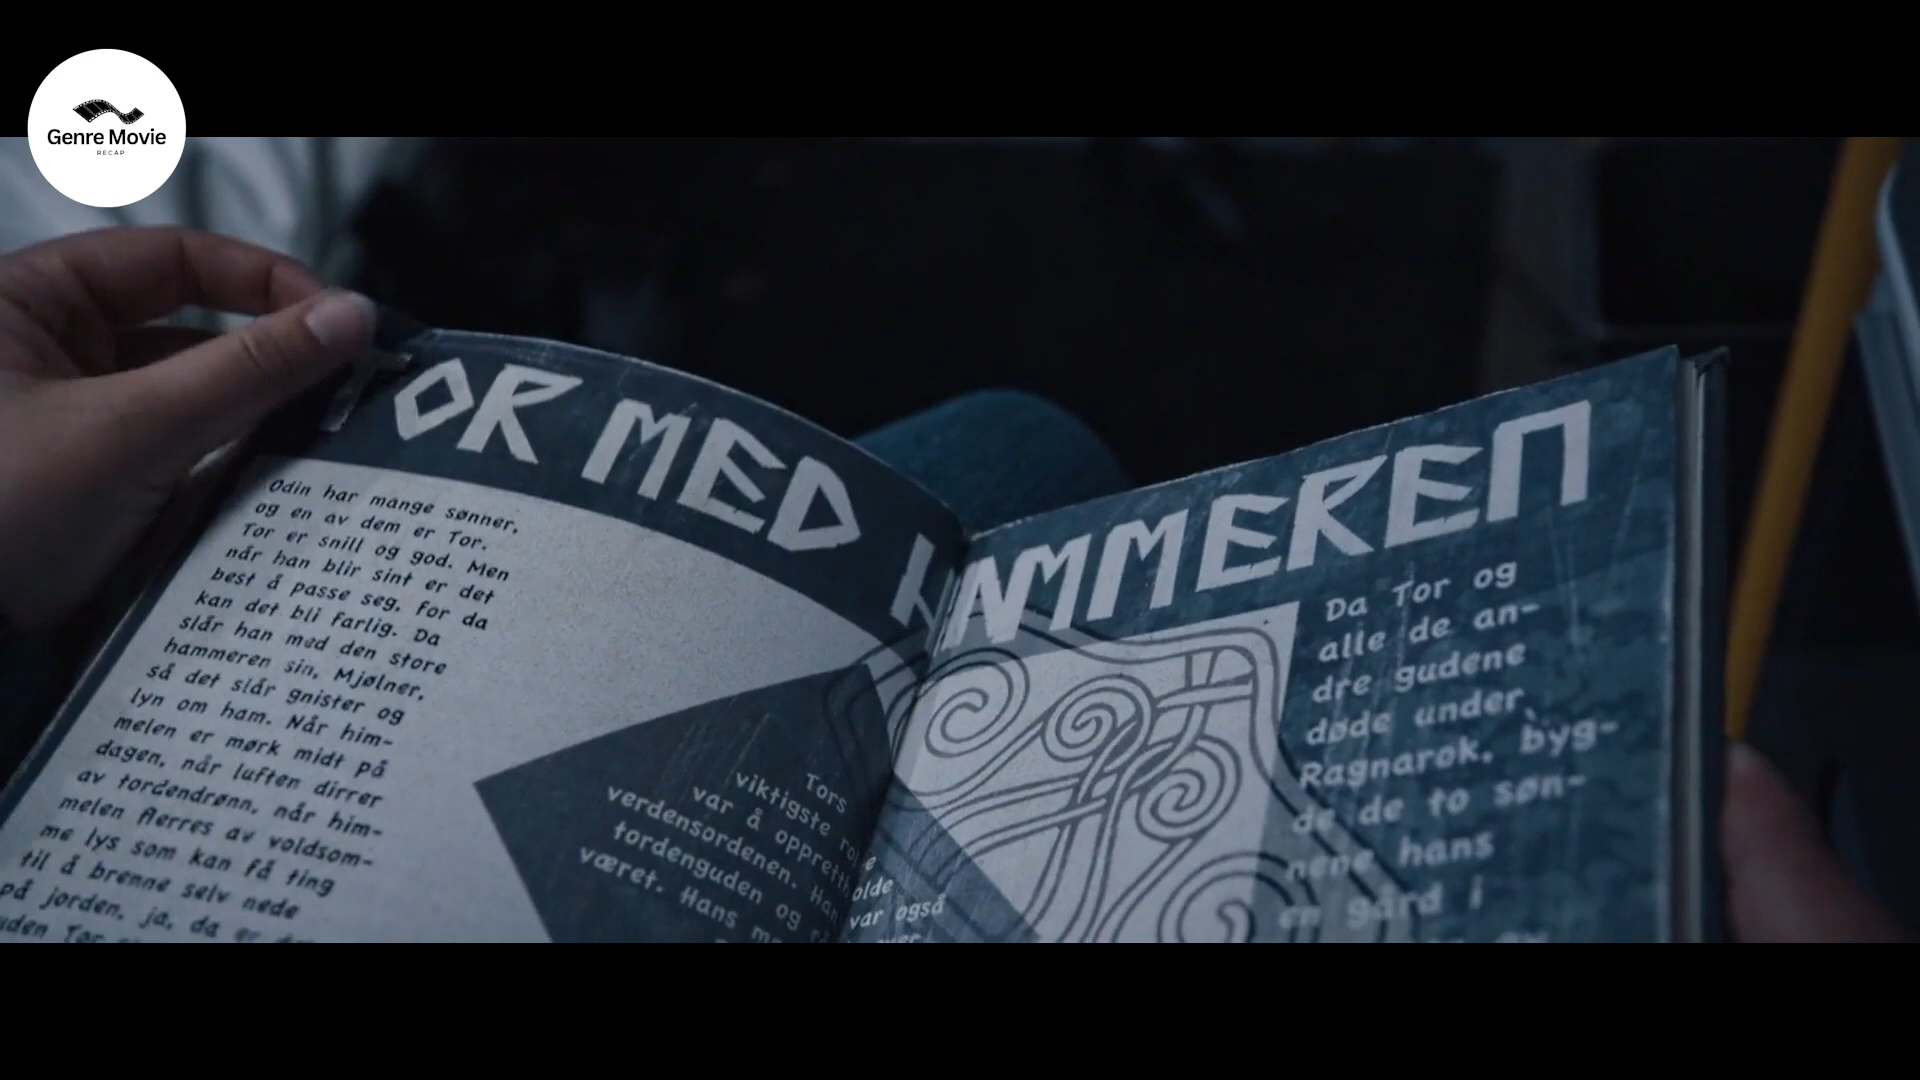 Genre Movie
RECAP
TOR MED HAMMEREN
Odin har mange sønner,
og en av dem er Tor.
Tor er snill og god. Men
når han blir sint er det
best å passe seg, for da
kan det bli farlig. Da
slår han med den store
hammeren sin, Mjølner,
så det slår gnister og
lyn om ham. Når him-
melen er mørk midt på
dagen, når luften dirrer
av tordendrønn, når him-
melen flerres av voldsom-
me lys som kan få ting
til å brenne selv nede
på jorden, ja, da er
Tor
Tors
viktigste
var å opprettholde
verdensordenen. Han var også
tordenguden og
været. Hans
Da Tor og
alle de an-
dre gudene
døde under
Ragnarok, byg-
de de to søn-
nene hans
en gård i